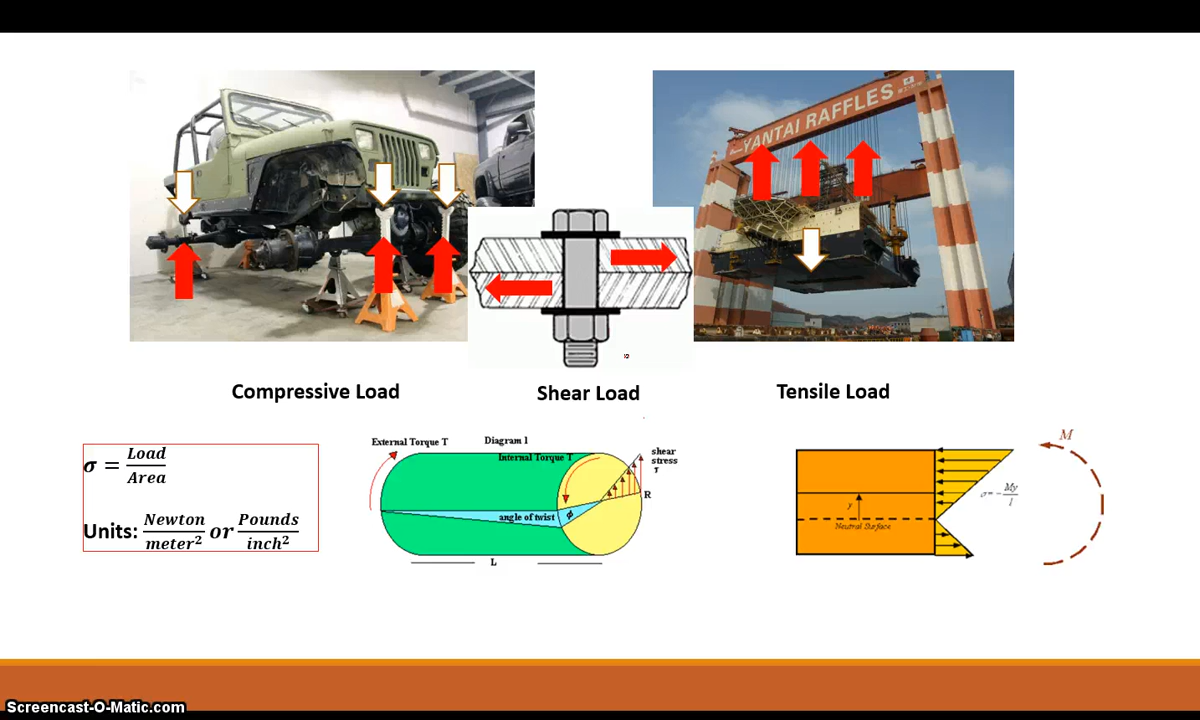 YANTAI RAFFLES
Compressive Load
Shear Load
Tensile Load
σ = Load / Area
Units: Newton / meter² or Pounds / inch²
External Torque T
Diagram 1
Internal Torque T
shear
stress
τ
R
angle of twist
φ
L
M
σ = - My / I
y
Neutral Surface
Screencast-O-Matic.com